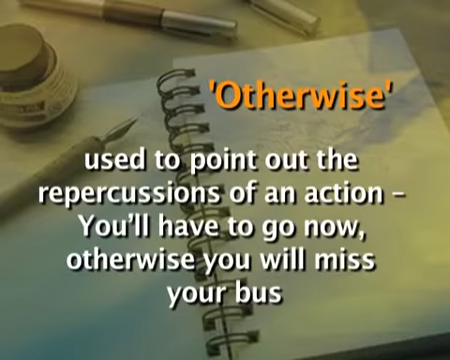 'Otherwise'
used to point out the
repercussions of an action –
You'll have to go now,
otherwise you will miss
your bus